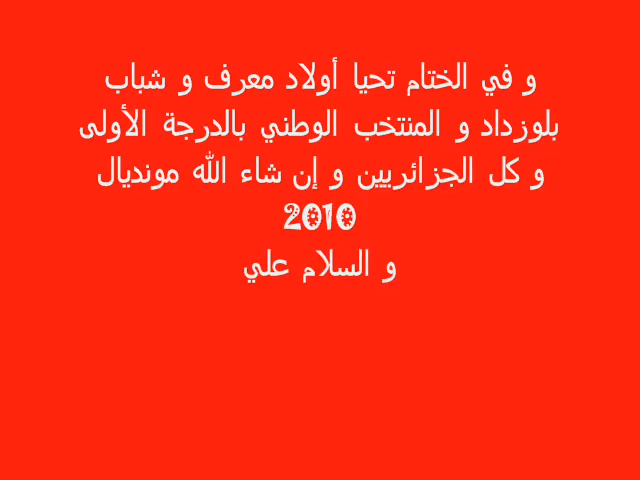 و في الختام تحيا أولاد معرف و شباب
بلوزداد و المنتخب الوطني بالدرجة الأولى
و كل الجزائريين و إن شاء الله مونديال
2010
و السلام علي